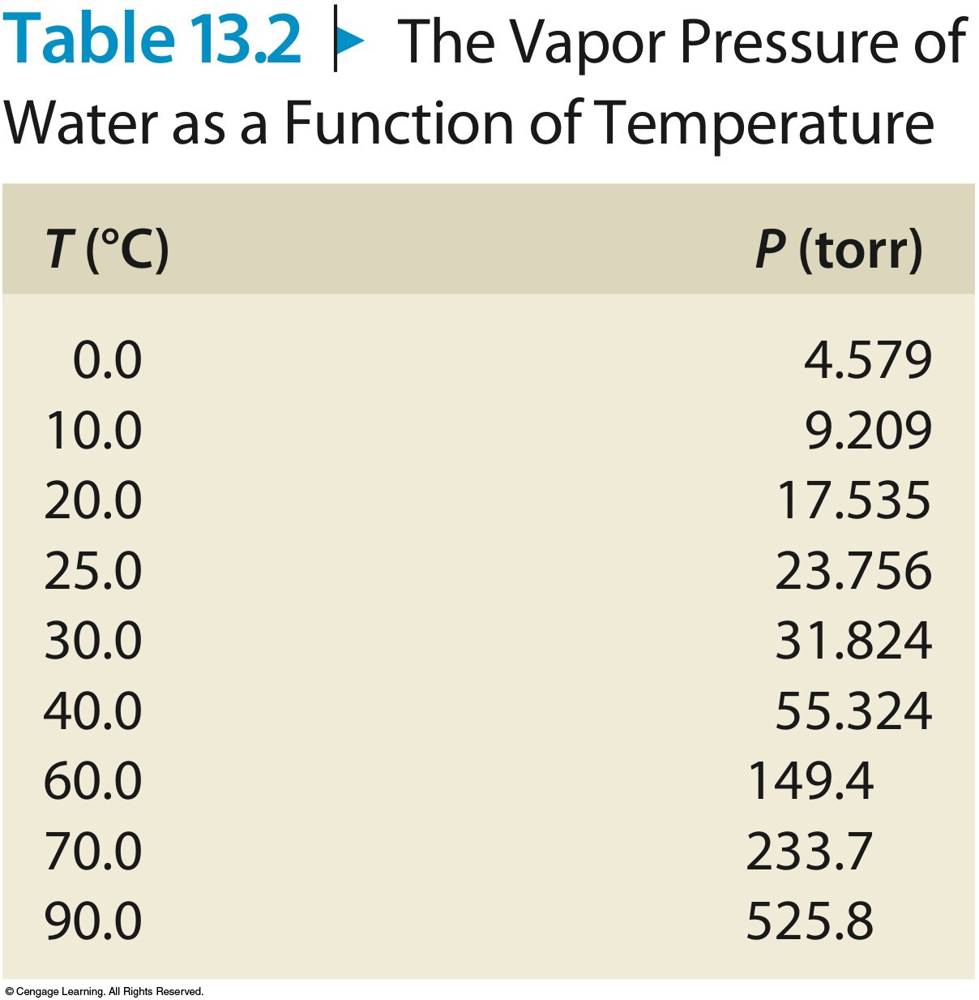 Table 13.2 The Vapor Pressure of
Water as a Function of Temperature
T (°C) P (torr)
0.0 4.579
10.0 9.209
20.0 17.535
25.0 23.756
30.0 31.824
40.0 55.324
60.0 149.4
70.0 233.7
90.0 525.8
© Cengage Learning. All Rights Reserved.